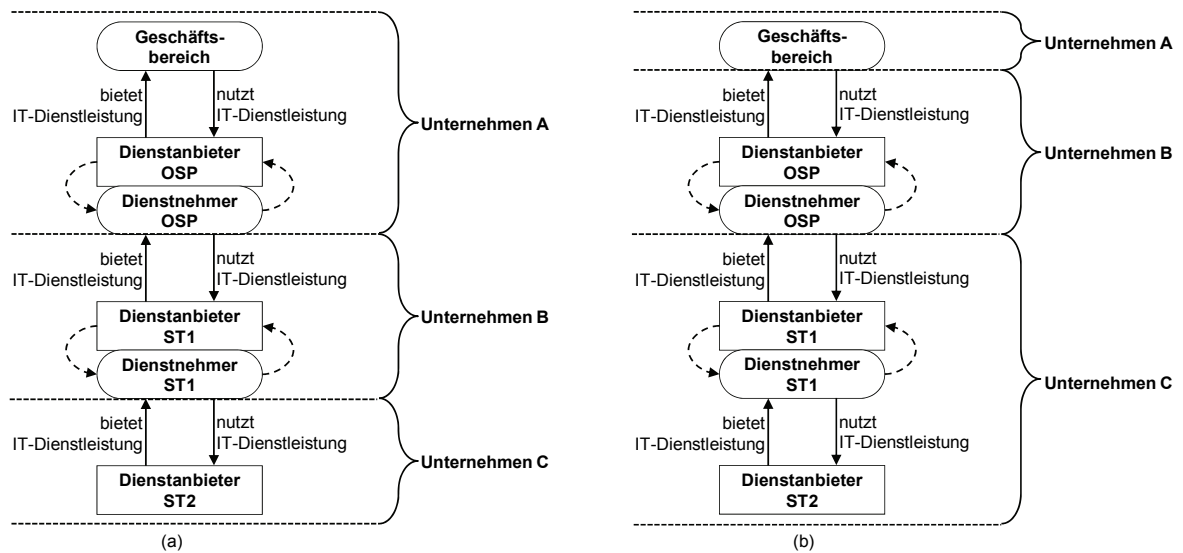 Geschäfts-
bereich
bietet
IT-Dienstleistung
nutzt
IT-Dienstleistung
Dienstanbieter
OSP
Dienstnehmer
OSP
Unternehmen A
bietet
IT-Dienstleistung
nutzt
IT-Dienstleistung
Dienstanbieter
ST1
Dienstnehmer
ST1
Unternehmen B
bietet
IT-Dienstleistung
nutzt
IT-Dienstleistung
Dienstanbieter
ST2
Unternehmen C
(a)
Geschäfts-
bereich
Unternehmen A
bietet
IT-Dienstleistung
nutzt
IT-Dienstleistung
Dienstanbieter
OSP
Dienstnehmer
OSP
Unternehmen B
bietet
IT-Dienstleistung
nutzt
IT-Dienstleistung
Dienstanbieter
ST1
Dienstnehmer
ST1
bietet
IT-Dienstleistung
nutzt
IT-Dienstleistung
Dienstanbieter
ST2
Unternehmen C
(b)